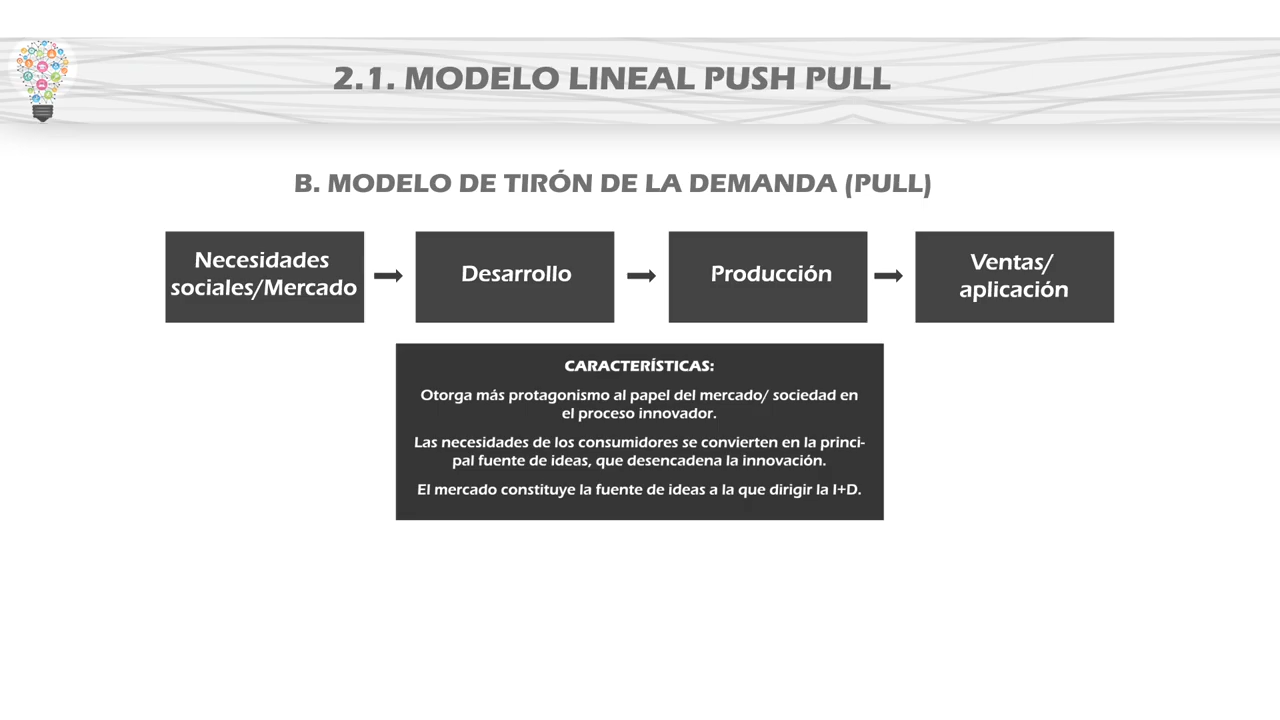 2.1. MODELO LINEAL PUSH PULL
B. MODELO DE TIRÓN DE LA DEMANDA (PULL)
Necesidades
sociales/Mercado
Desarrollo
Producción
Ventas/
aplicación
CARACTERÍSTICAS:
Otorga más protagonismo al papel del mercado/ sociedad en
el proceso innovador.
Las necesidades de los consumidores se convierten en la princi-
pal fuente de ideas, que desencadena la innovación.
El mercado constituye la fuente de ideas a la que dirigir la I+D.